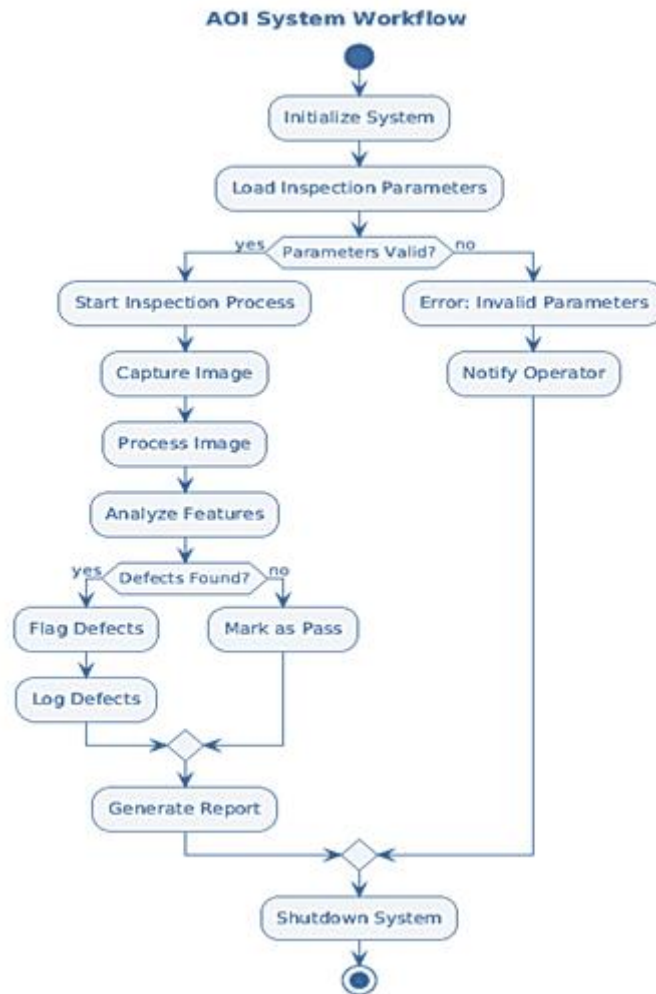 AOI System Workflow
Initialize System
Load Inspection Parameters
yes
Parameters Valid?
no
Start Inspection Process
Error: Invalid Parameters
Capture Image
Notify Operator
Process Image
Analyze Features
yes
Defects Found?
no
Flag Defects
Mark as Pass
Log Defects
Generate Report
Shutdown System